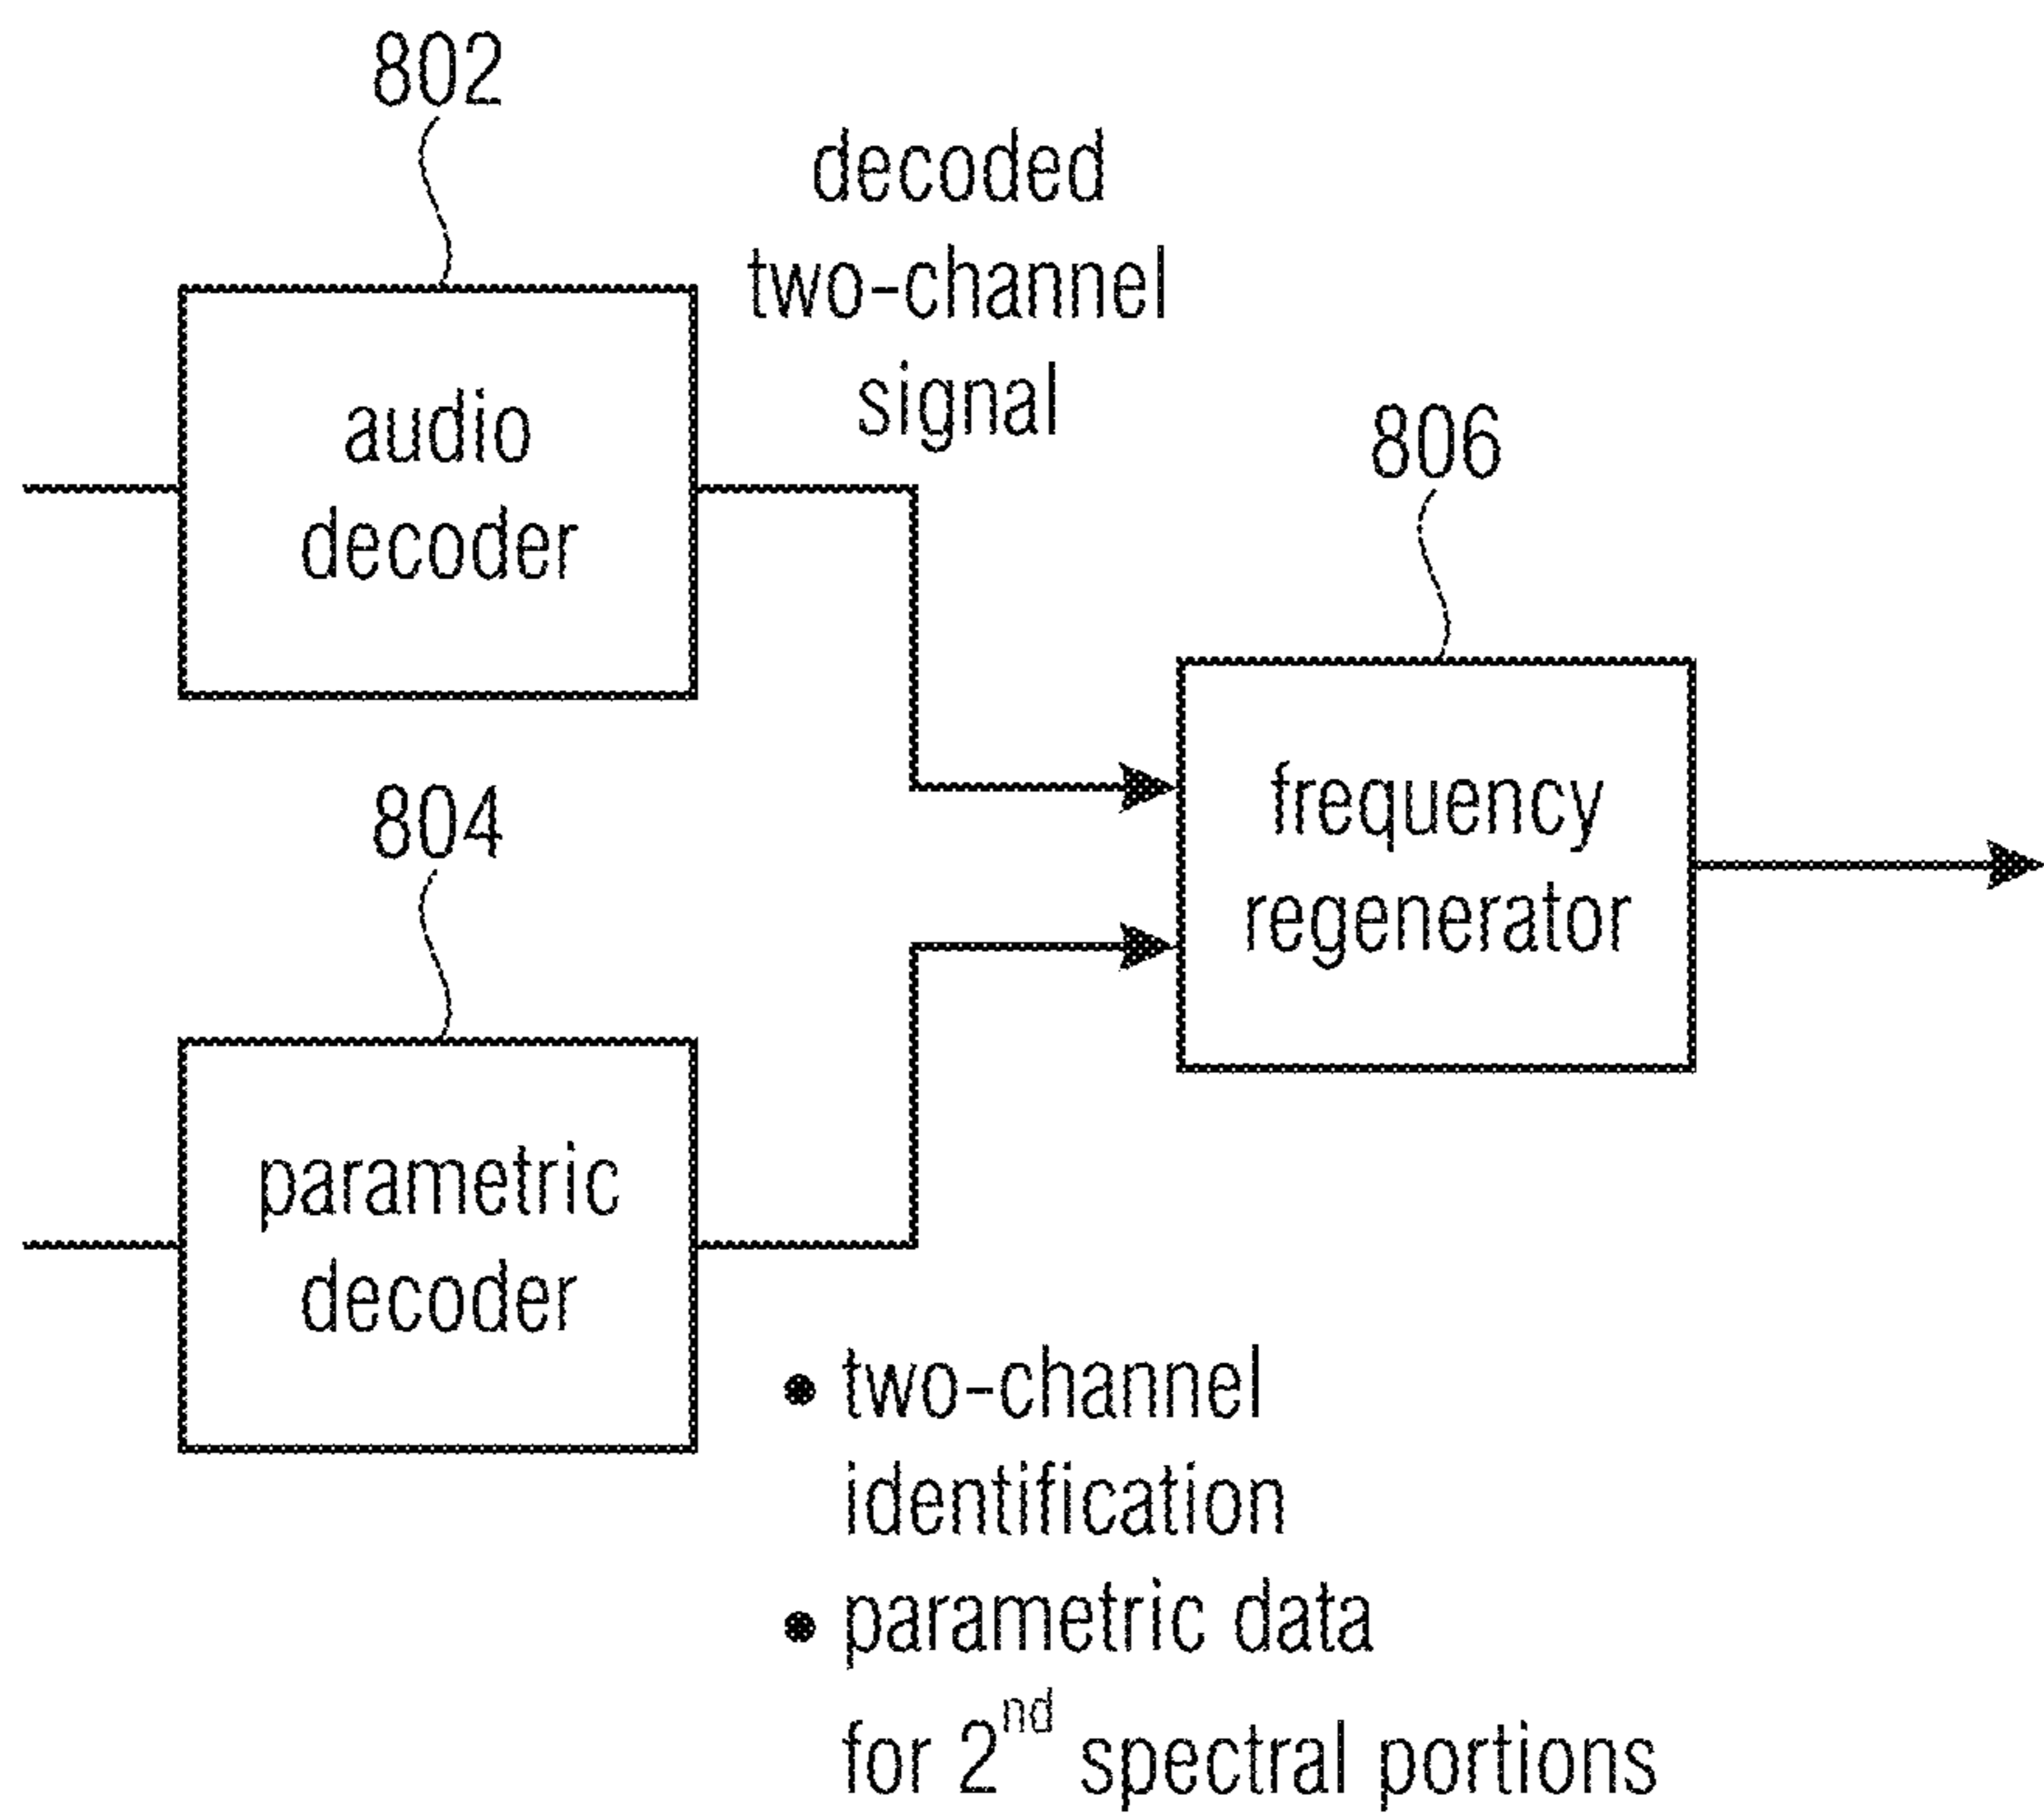 802
decoded
two-channel
signal
audio
decoder
806
frequency
regenerator
804
parametric
decoder
• two-channel
identification
• parametric data
for 2nd spectral portions